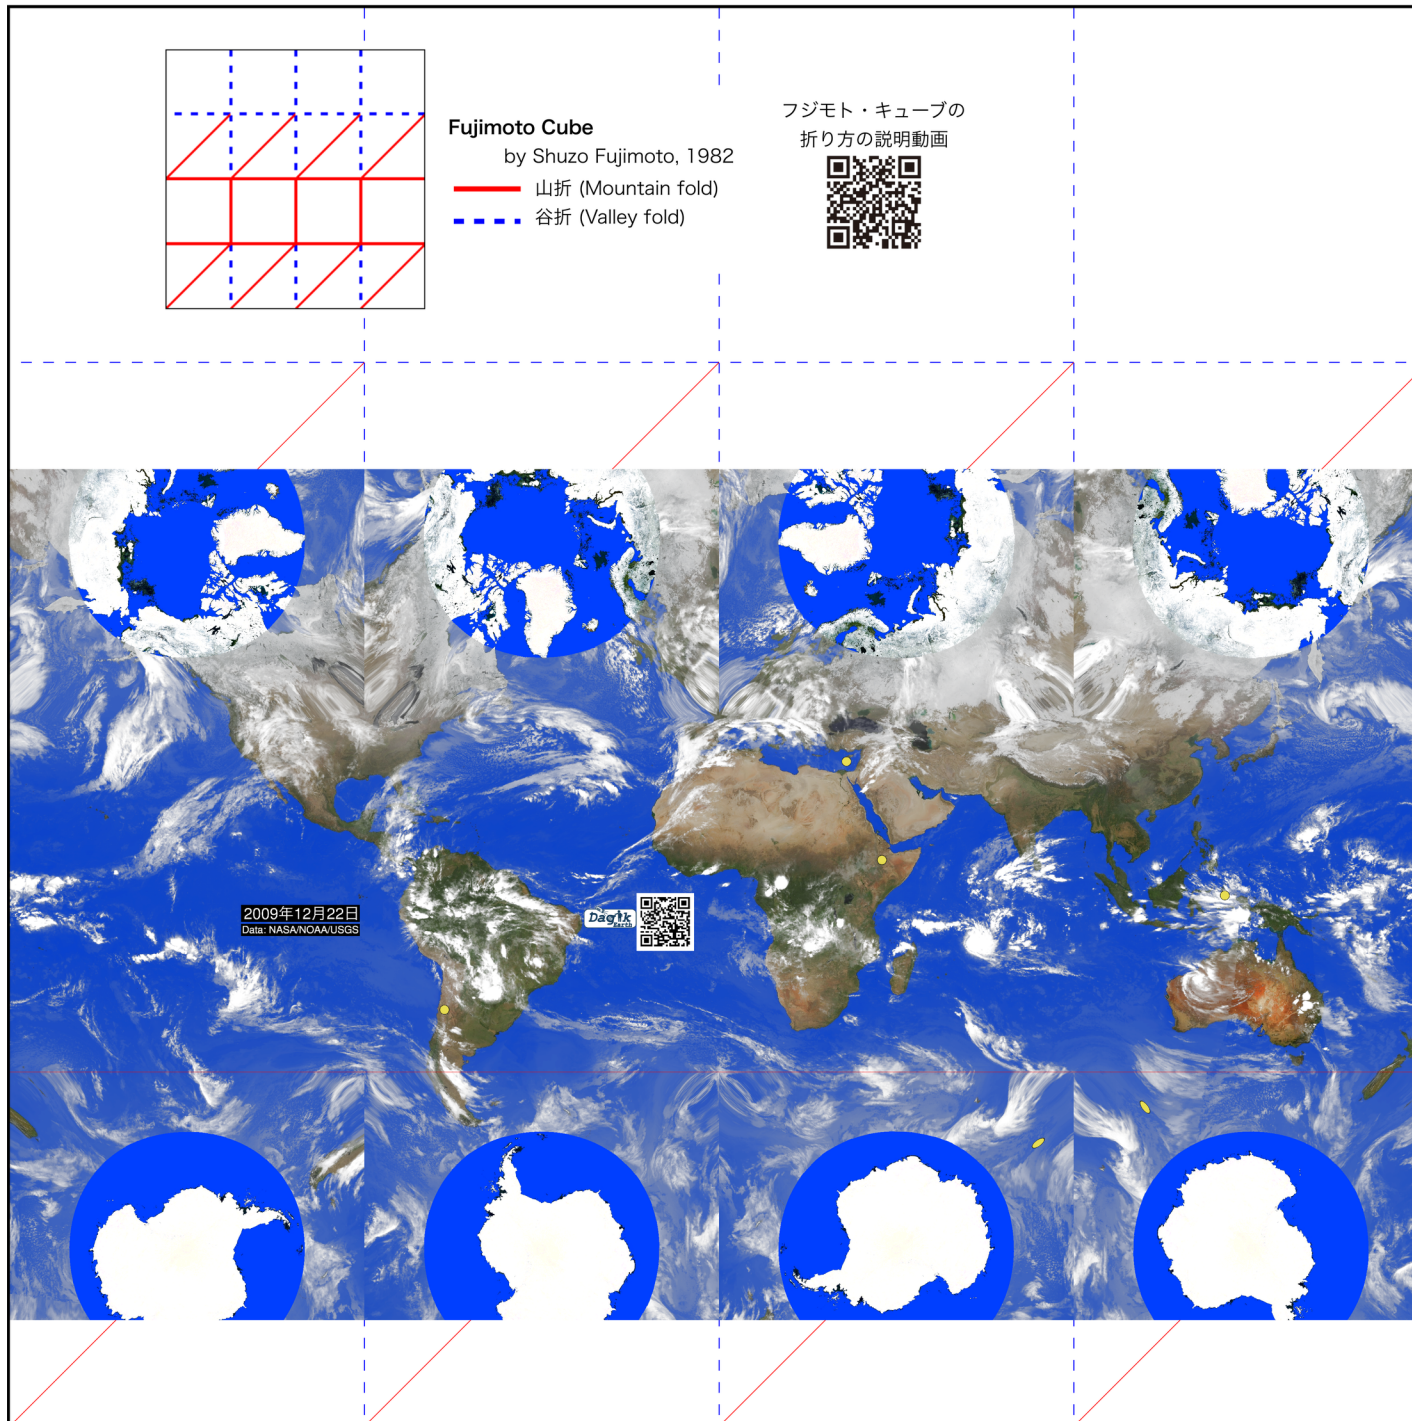 Fujimoto Cube
by Shuzo Fujimoto, 1982
山折 (Mountain fold)
谷折 (Valley fold)
フジモト・キューブの
折り方の説明動画
2009年12月22日
Data: NASA/NOAA/USGS
Dagik
Earth